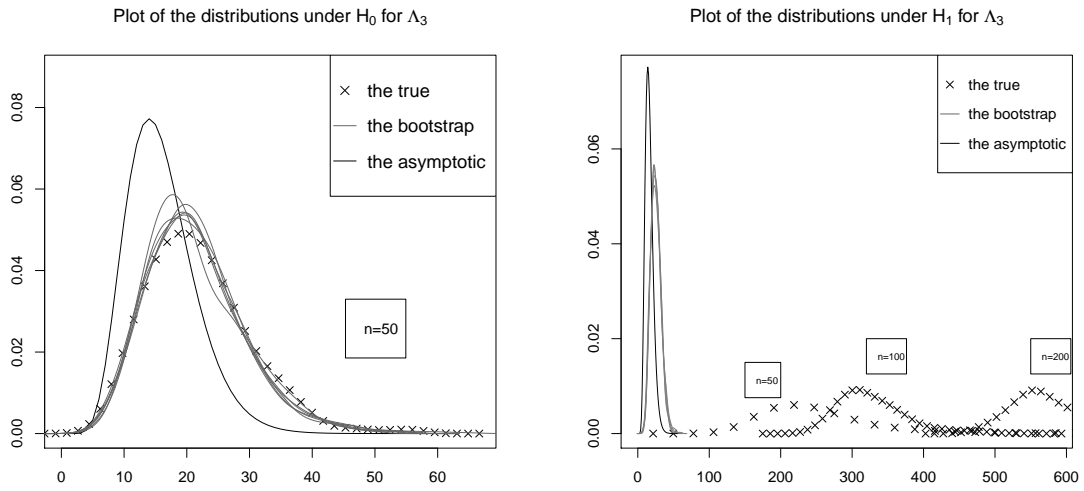 Plot of the distributions under H₀ for Λ₃
0.00 0.02 0.04 0.06 0.08
the true
the bootstrap
the asymptotic
n=50
0 10 20 30 40 50 60
Plot of the distributions under H₁ for Λ₃
0.00 0.02 0.04 0.06
the true
the bootstrap
the asymptotic
n=50
n=100
n=200
0 100 200 300 400 500 600